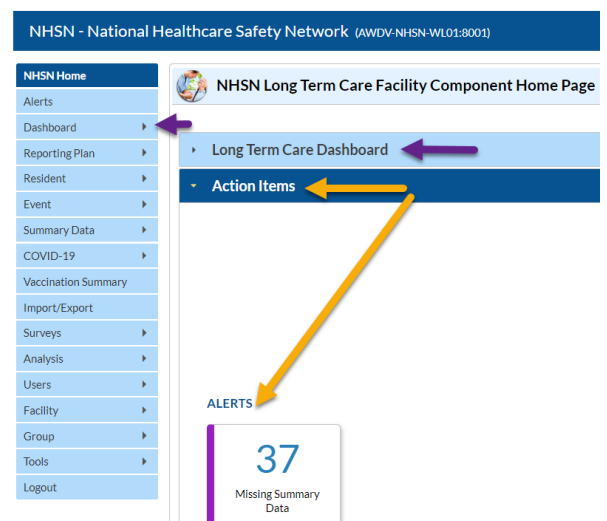 NHSN - National Healthcare Safety Network (AWDV-NHSN-WL01:8001)
NHSN Home
Alerts
Dashboard
Reporting Plan
Resident
Event
Summary Data
COVID-19
Vaccination Summary
Import/Export
Surveys
Analysis
Users
Facility
Group
Tools
Logout
NHSN Long Term Care Facility Component Home Page
Long Term Care Dashboard
Action Items
ALERTS
37
Missing Summary
Data